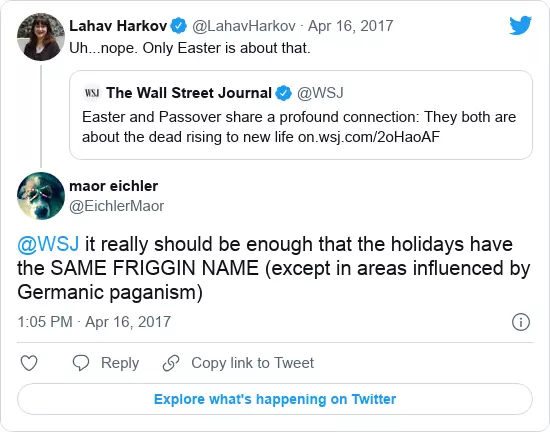 Lahav Harkov @LahavHarkov · Apr 16, 2017
Uh...nope. Only Easter is about that.
WSJ The Wall Street Journal @WSJ
Easter and Passover share a profound connection: They both are
about the dead rising to new life on.wsj.com/2oHaoAF
maor eichler
@EichlerMaor
@WSJ it really should be enough that the holidays have
the SAME FRIGGIN NAME (except in areas influenced by
Germanic paganism)
1:05 PM · Apr 16, 2017
Reply Copy link to Tweet
Explore what's happening on Twitter